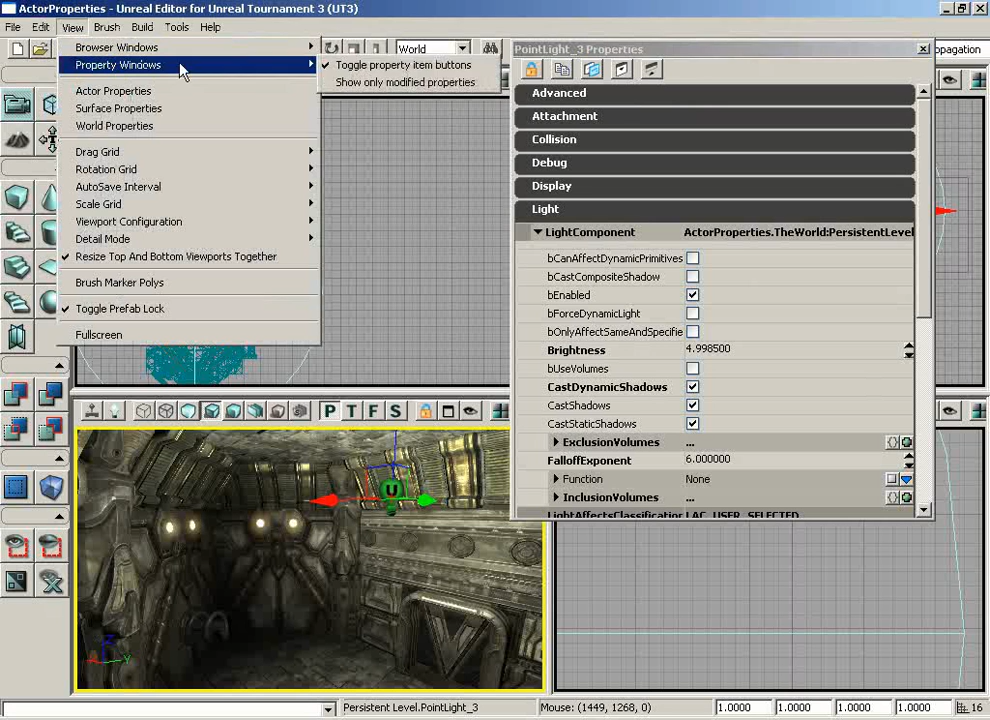 ActorProperties - Unreal Editor for Unreal Tournament 3 (UT3)
File Edit View Brush Build Tools Help
World
Browser Windows
Property Windows
Actor Properties
Surface Properties
World Properties
Drag Grid
Rotation Grid
AutoSave Interval
Scale Grid
Viewport Configuration
Detail Mode
Resize Top And Bottom Viewports Together
Brush Marker Polys
Toggle Prefab Lock
Fullscreen
Toggle property item buttons
Show only modified properties
PointLight_3 Properties
opagation
Advanced
Attachment
Collision
Debug
Display
Light
LightComponent ActorProperties.TheWorld:PersistentLevel
bCanAffectDynamicPrimitives
bCastCompositeShadow
bEnabled
bForceDynamicLight
bOnlyAffectSameAndSpecifie
Brightness 4.998500
bUseVolumes
CastDynamicShadows
CastShadows
CastStaticShadows
ExclusionVolumes ...
FalloffExponent 6.000000
Function None
InclusionVolumes ...
LightAffectsClassification LAC_USER_SELECTED
P T F S
U
Z
Y
Persistent Level.PointLight_3 Mouse: (1449, 1268, 0) 1.0000 1.0000 1.0000 1.0000 16